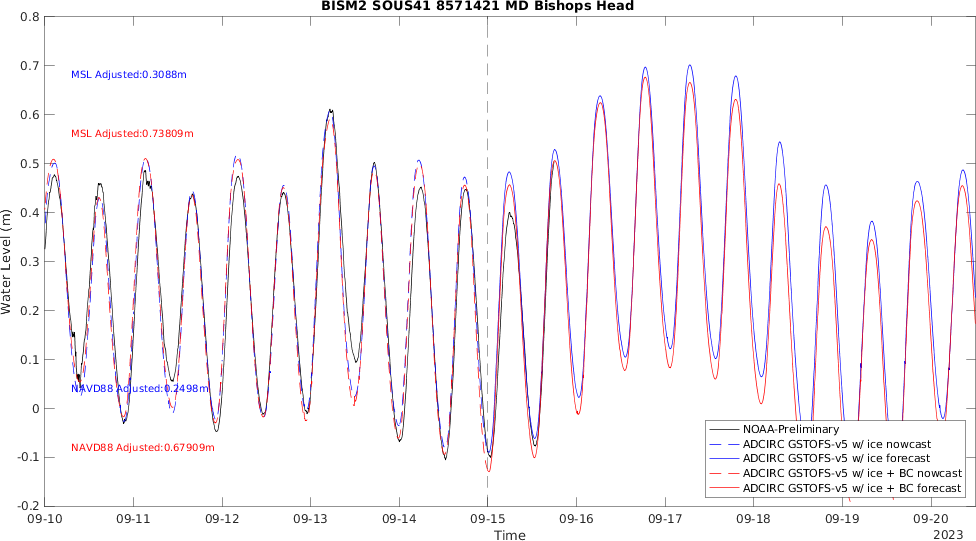 BISM2 SOUS41 8571421 MD Bishops Head
0.8
0.7
0.6
0.5
0.4
0.3
0.2
0.1
0
-0.1
-0.2
Water Level (m)
MSL Adjusted:0.3088m
MSL Adjusted:0.73809m
NAVD88 Adjusted:0.2498m
NAVD88 Adjusted:0.67909m
NOAA-Preliminary
ADCIRC GSTOFS-v5 w/ ice nowcast
ADCIRC GSTOFS-v5 w/ ice forecast
ADCIRC GSTOFS-v5 w/ ice + BC nowcast
ADCIRC GSTOFS-v5 w/ ice + BC forecast
09-10 09-11 09-12 09-13 09-14 09-15 09-16 09-17 09-18 09-19 09-20
Time
2023